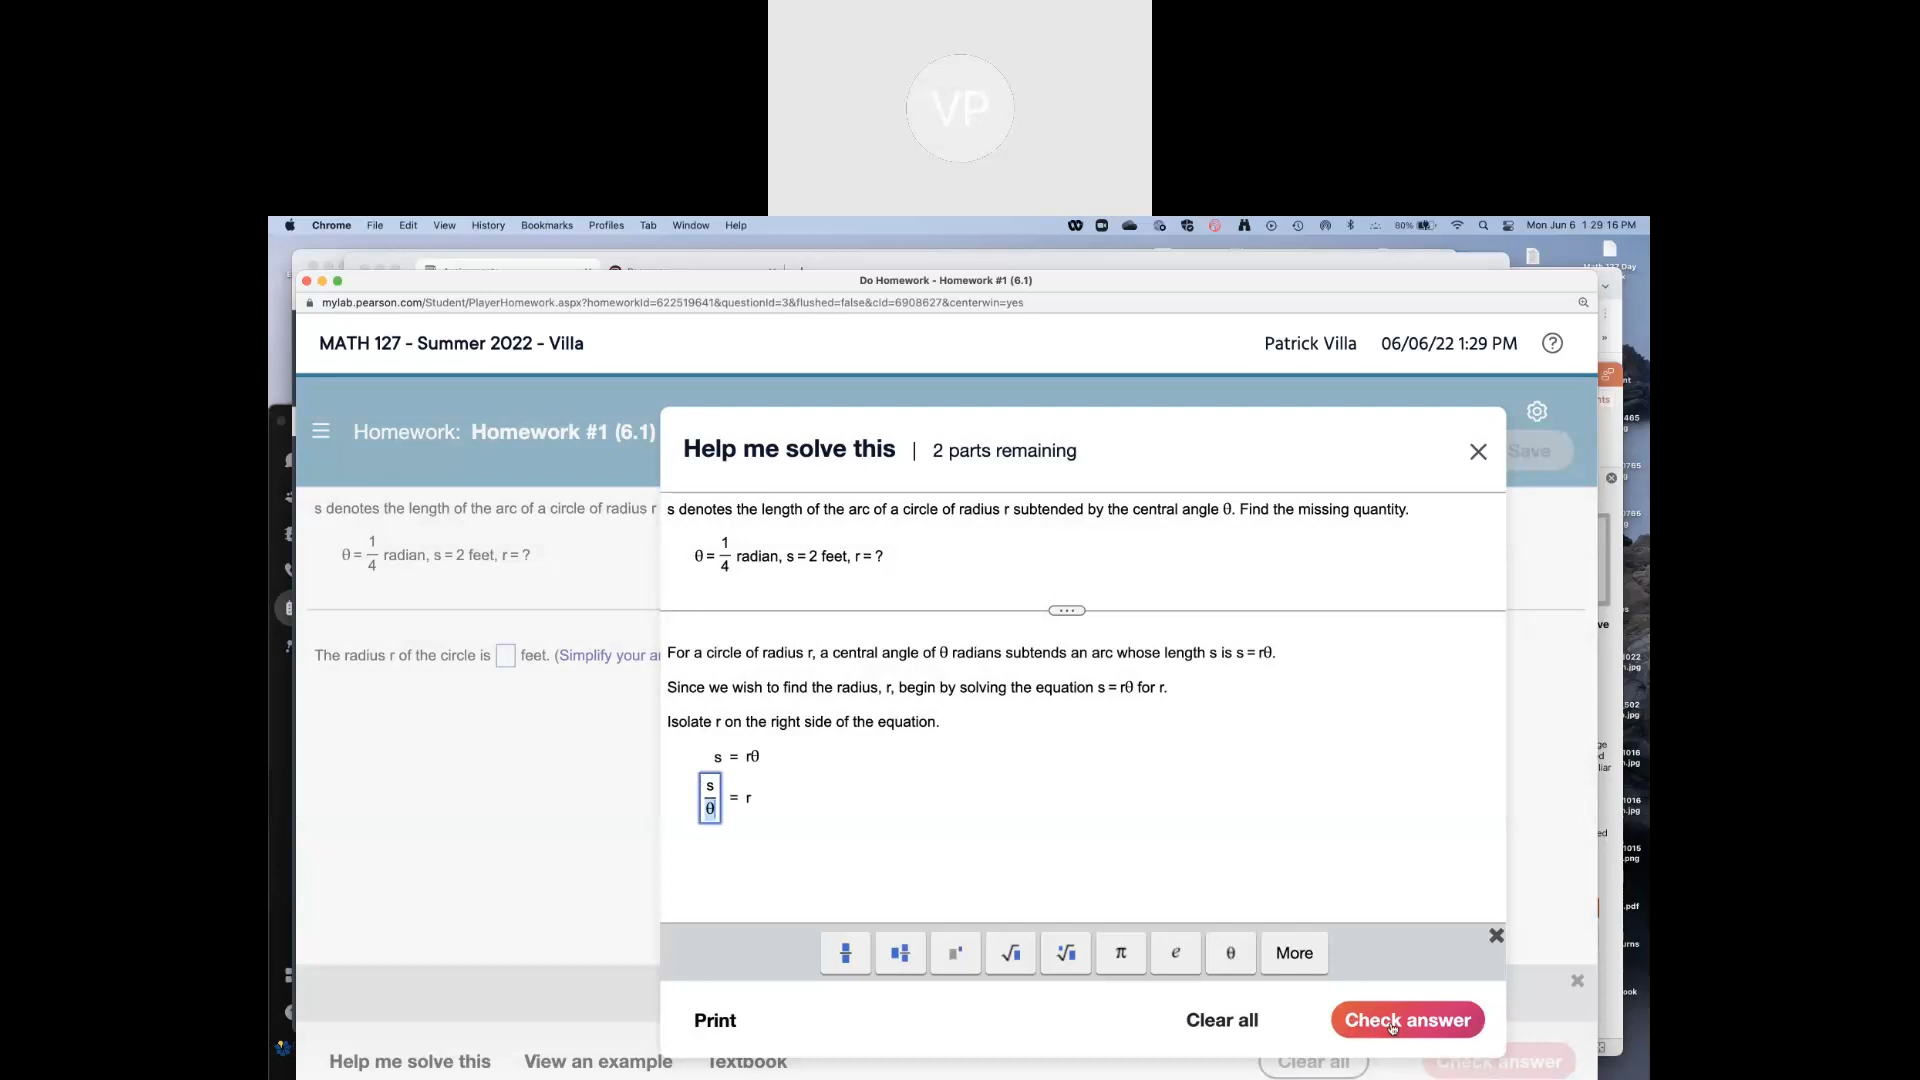 VP
Chrome File Edit View History Bookmarks Profiles Tab Window Help 80% Mon Jun 6 1 29 16 PM
Do Homework - Homework #1 (6.1)
mylab.pearson.com/Student/PlayerHomework.aspx?homeworkId=622519641&questionId=3&flushed=false&cId=6908627&centerwin=yes
MATH 127 - Summer 2022 - Villa Patrick Villa 06/06/22 1:29 PM ?
Homework: Homework #1 (6.1) Save
Help me solve this | 2 parts remaining
s denotes the length of the arc of a circle of radius r
θ = 1/4 radian, s = 2 feet, r = ?
The radius r of the circle is feet. (Simplify your
s denotes the length of the arc of a circle of radius r subtended by the central angle θ. Find the missing quantity.
θ = 1/4 radian, s = 2 feet, r = ?
For a circle of radius r, a central angle of θ radians subtends an arc whose length s is s = rθ.
Since we wish to find the radius, r, begin by solving the equation s = rθ for r.
Isolate r on the right side of the equation.
s = rθ
s/θ = r
√ √ π e θ More
Print Clear all Check answer
Help me solve this View an example Textbook Clear all Check answer